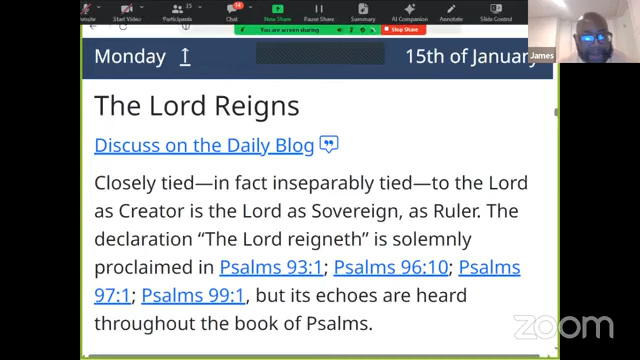 Start Video
Participants
Chat
New Share
Pause Share
Summary
AI Companion
Annotate
Slide Control
You are screen sharing
Stop Share
James
Monday
15th of January
The Lord Reigns
Discuss on the Daily Blog
Closely tied—in fact inseparably tied—to the Lord
as Creator is the Lord as Sovereign, as Ruler. The
declaration “The Lord reigneth” is solemnly
proclaimed in Psalms 93:1; Psalms 96:10; Psalms
97:1; Psalms 99:1, but its echoes are heard
throughout the book of Psalms.
zoom